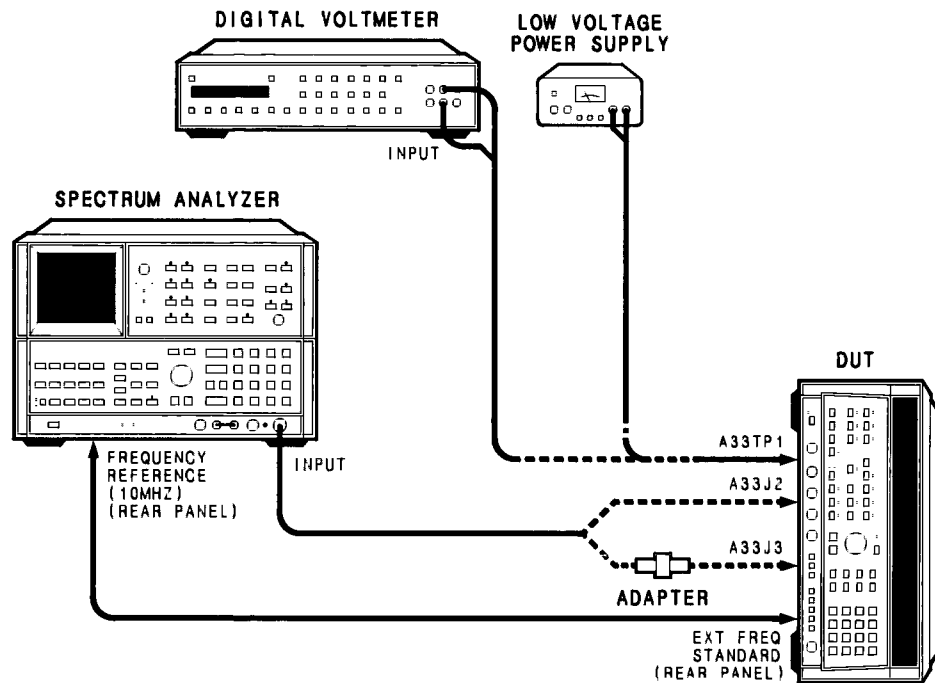 DIGITAL VOLTMETER
LOW VOLTAGE
POWER SUPPLY
INPUT
SPECTRUM ANALYZER
DUT
A33TP1
FREQUENCY
REFERENCE
(10MHZ)
(REAR PANEL)
INPUT
A33J2
A33J3
ADAPTER
EXT FREQ
STANDARD
(REAR PANEL)